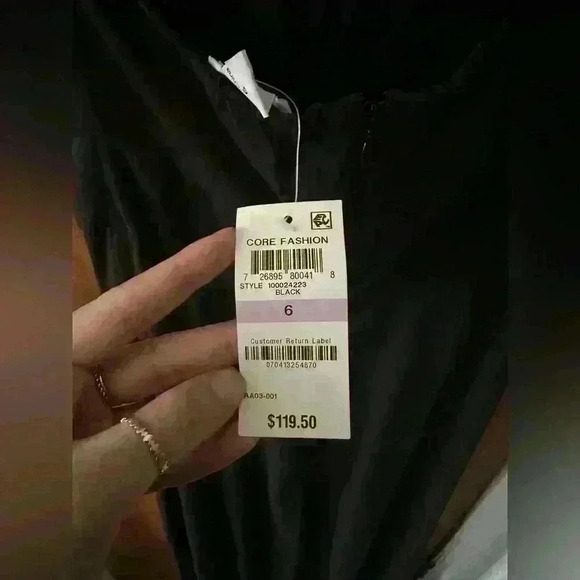 CORE FASHION
7 26895 80041 8
STYLE 100024223
BLACK
6
Customer Return Label
070413254870
AA03-001
$119.50